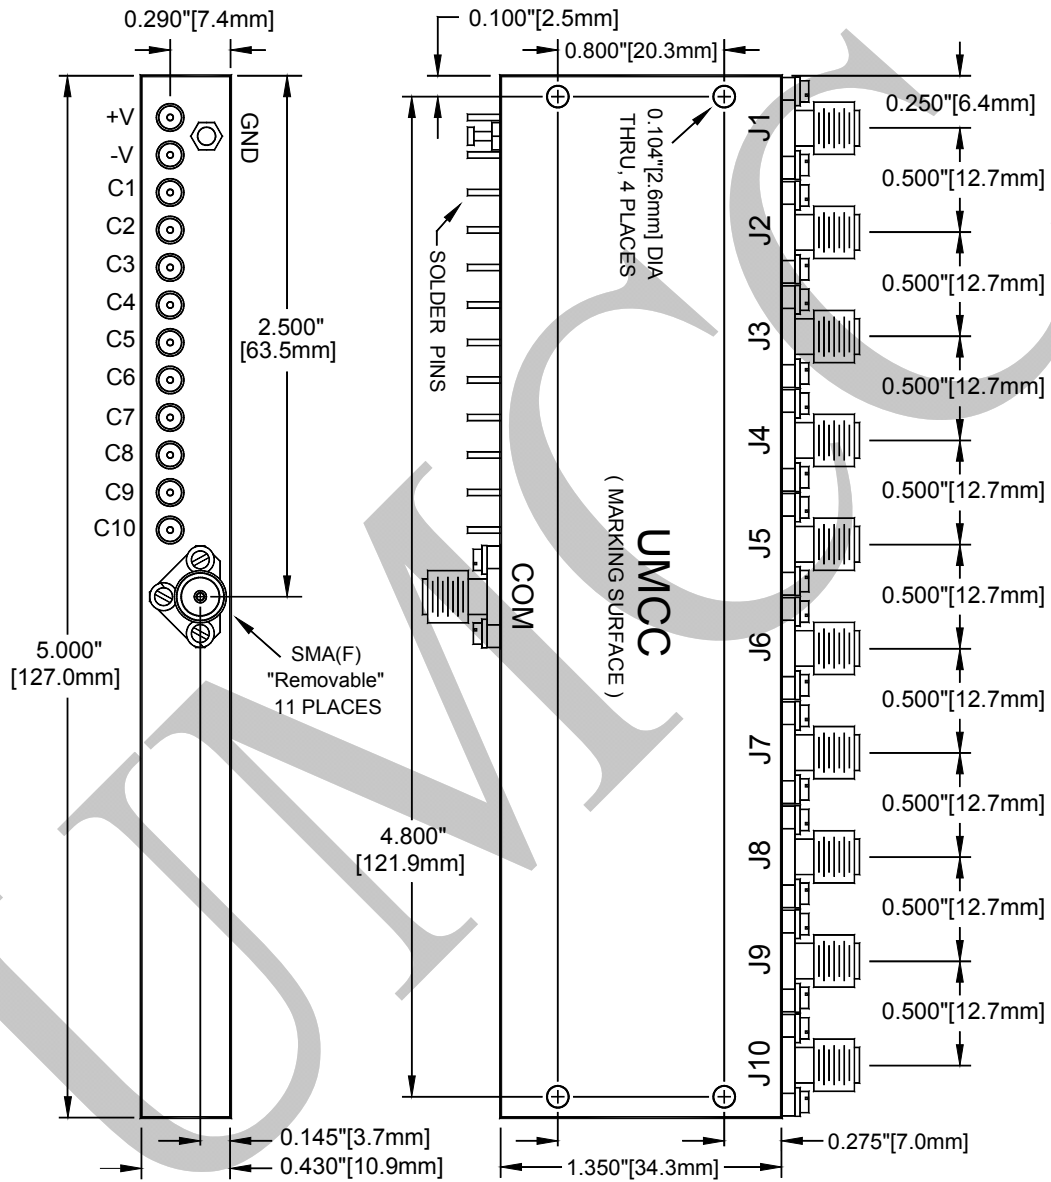 0.290"[7.4mm]
0.100"[2.5mm]
0.800"[20.3mm]
+V
-V
C1
C2
C3
C4
C5
C6
C7
C8
C9
C10
GND
2.500"
[63.5mm]
5.000"
[127.0mm]
SMA(F)
"Removable"
11 PLACES
0.145"[3.7mm]
0.430"[10.9mm]
SOLDER PINS
0.104"[2.6mm] DIA
THRU, 4 PLACES
4.800"
[121.9mm]
COM
UMCC
( MARKING SURFACE )
J1
J2
J3
J4
J5
J6
J7
J8
J9
J10
0.250"[6.4mm]
0.500"[12.7mm]
0.500"[12.7mm]
0.500"[12.7mm]
0.500"[12.7mm]
0.500"[12.7mm]
0.500"[12.7mm]
0.500"[12.7mm]
0.500"[12.7mm]
0.500"[12.7mm]
0.275"[7.0mm]
1.350"[34.3mm]
UMCC